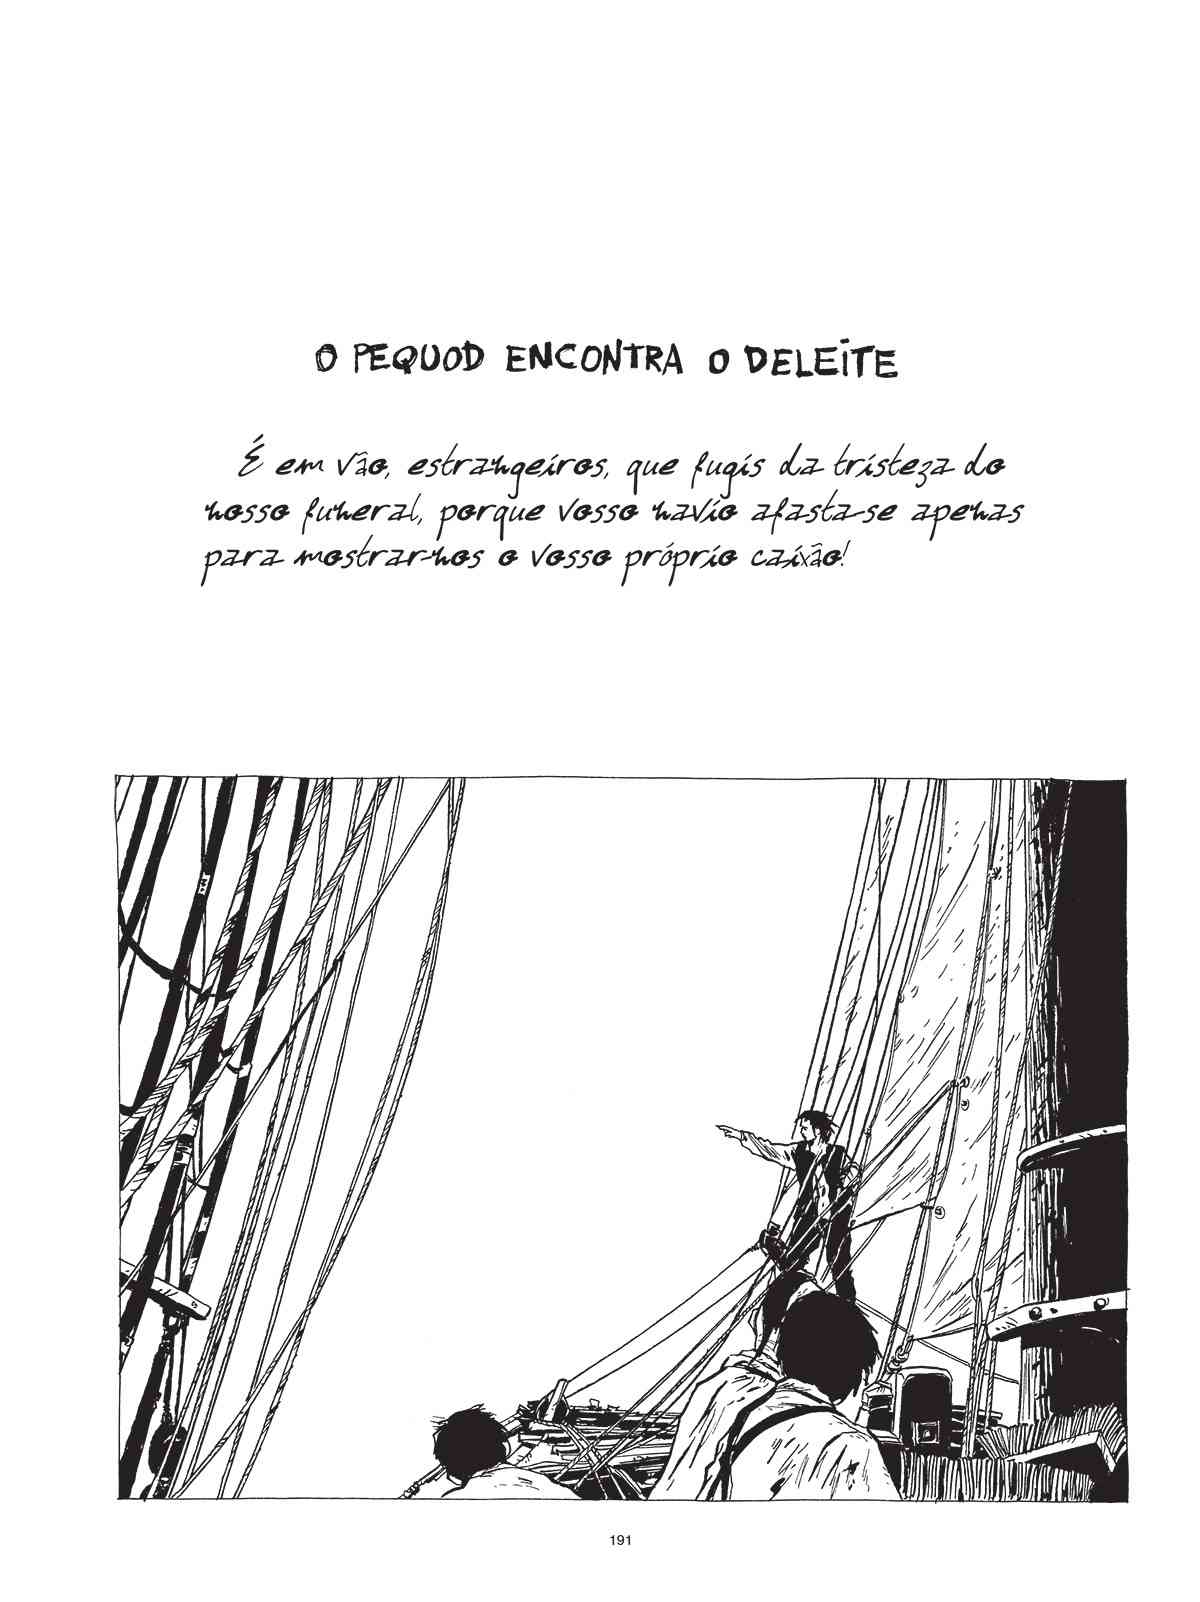 O PEQUOD ENCONTRA O DELEITE
É em vão, estrangeiros, que fugis da tristeza do
nosso funeral, porque vosso navio afasta-se apenas
para mostrar-nos o vosso próprio caixão!
191